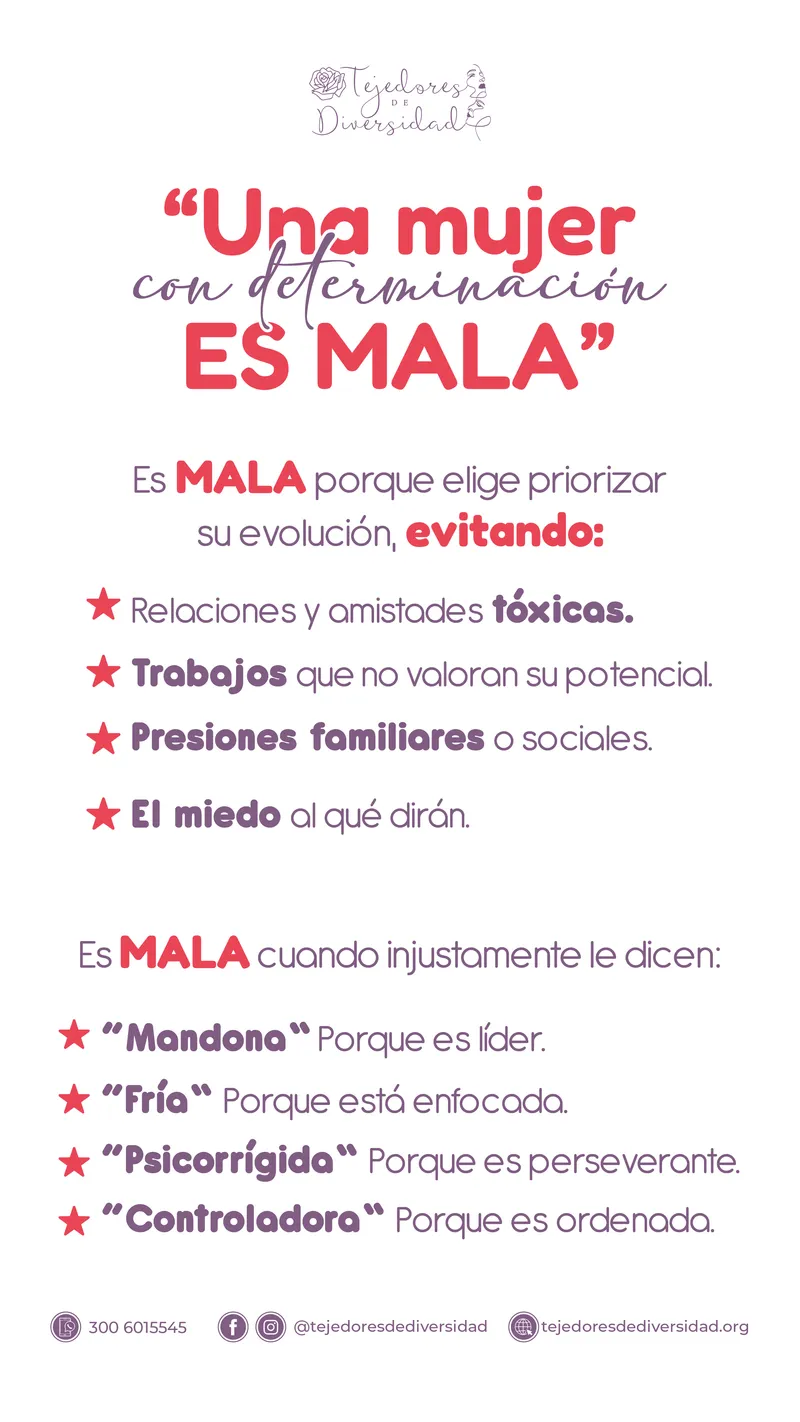 Tejedores
DE
Diversidad
“Una mujer
con determinación
ES MALA”
Es MALA porque elige priorizar
su evolución, evitando:
Relaciones y amistades tóxicas.
Trabajos que no valoran su potencial.
Presiones familiares o sociales.
El miedo al qué dirán.
Es MALA cuando injustamente le dicen:
"Mandona" Porque es líder.
"Fría" Porque está enfocada.
"Psicorrígida" Porque es perseverante.
"Controladora" Porque es ordenada.
300 6015545 @tejedoresdediversidad tejedoresdediversidad.org